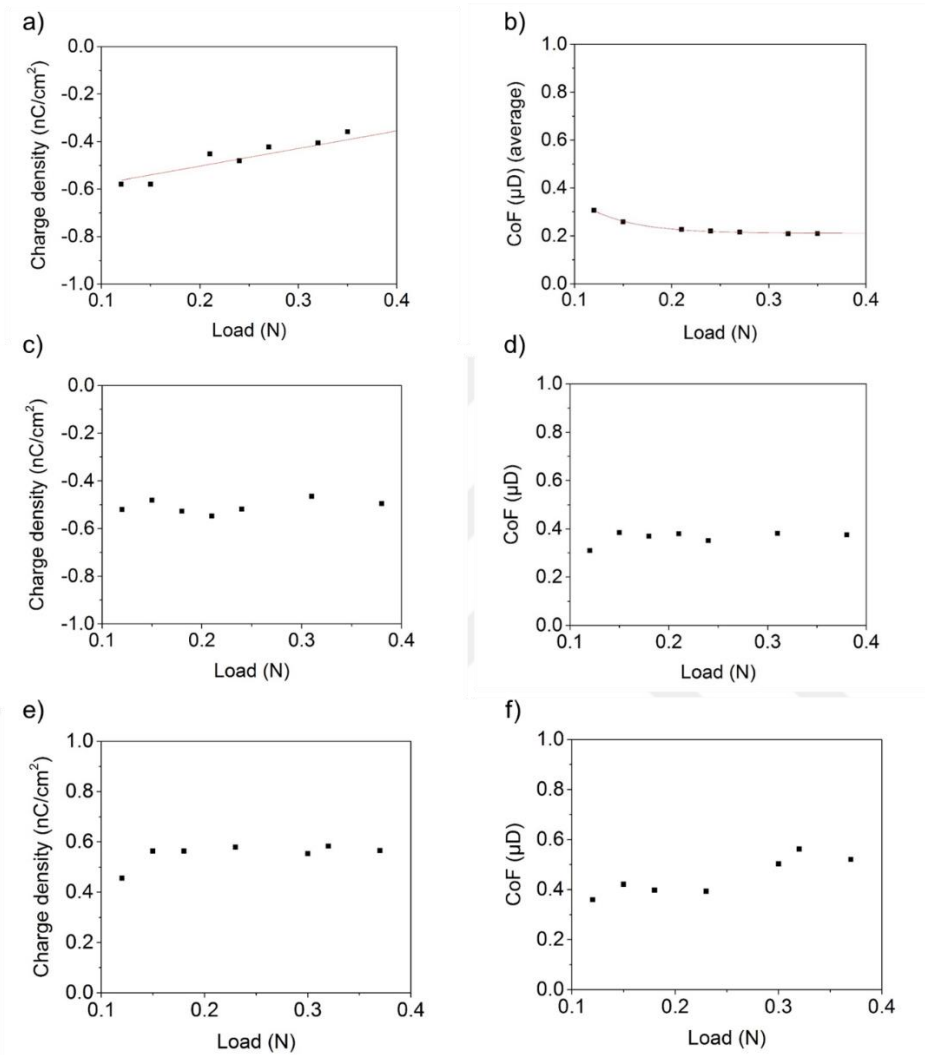 a)
0.0
-0.2
-0.4
-0.6
-0.8
-1.0
Charge density (nC/cm²)
0.1 0.2 0.3 0.4
Load (N)
b)
1.0
0.8
0.6
0.4
0.2
0.0
CoF (µD) (average)
0.1 0.2 0.3 0.4
Load (N)
c)
0.0
-0.2
-0.4
-0.6
-0.8
-1.0
Charge density (nC/cm²)
0.1 0.2 0.3 0.4
Load (N)
d)
1.0
0.8
0.6
0.4
0.2
0.0
CoF (µD)
0.1 0.2 0.3 0.4
Load (N)
e)
1.0
0.8
0.6
0.4
0.2
0.0
Charge density (nC/cm²)
0.1 0.2 0.3 0.4
Load (N)
f)
1.0
0.8
0.6
0.4
0.2
0.0
CoF (µD)
0.1 0.2 0.3 0.4
Load (N)